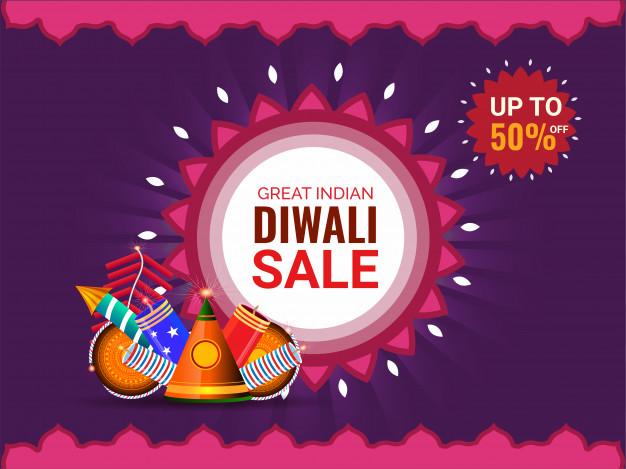 GREAT INDIAN
DIWALI
SALE
UP TO
50% OFF